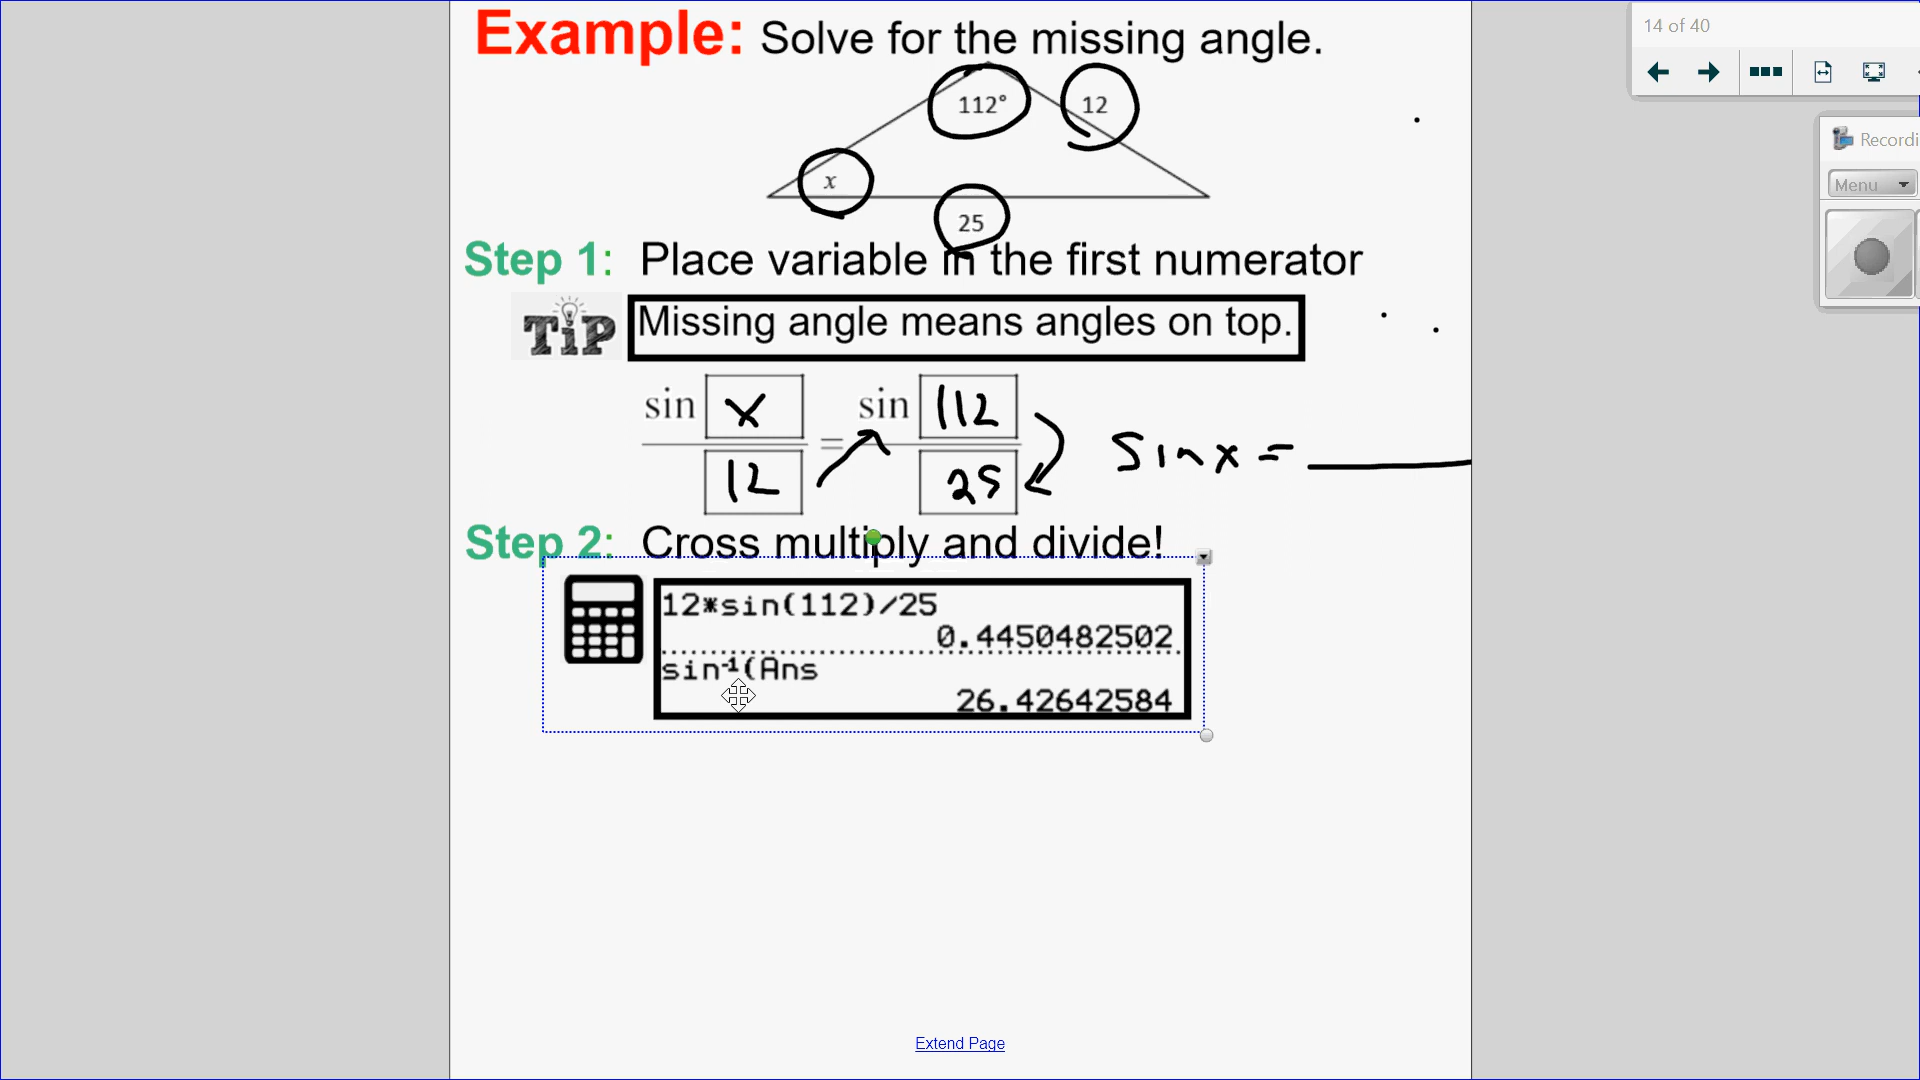 Example: Solve for the missing angle.
112°
12
x
25
Step 1: Place variable in the first numerator
TiP
Missing angle means angles on top.
sin x = sin 112
12 25
sin x =
Step 2: Cross multiply and divide!
12*sin(112)/25
0.4450482502
sin⁻¹(Ans
26.42642584
Extend Page
14 of 40
Recordi
Menu